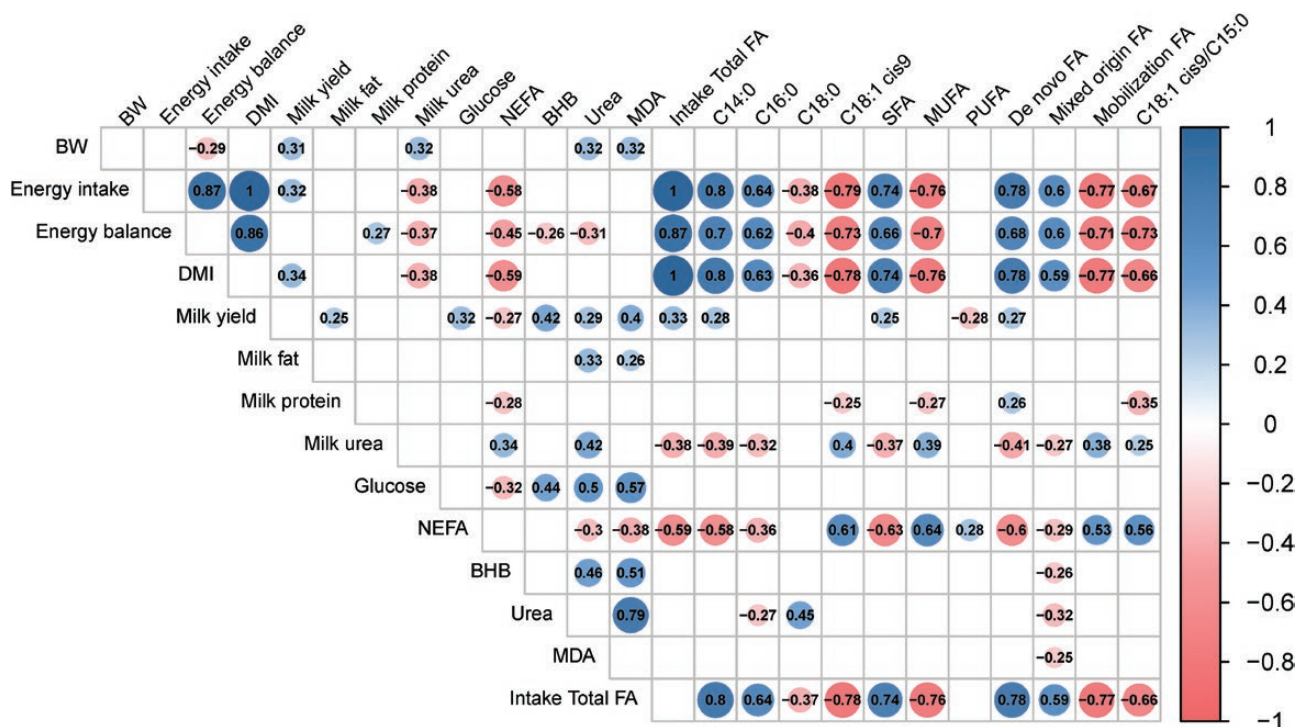 BW
Energy intake
Energy balance
DMI
Milk yield
Milk fat
Milk protein
Milk urea
Glucose
NEFA
BHB
Urea
MDA
Intake Total FA
C14:0
C16:0
C18:0
C18:1 cis9
SFA
MUFA
PUFA
De novo FA
Mixed origin FA
Mobilization FA
C18:1 cis9/C15:0
BW −0.29 0.31 0.32 0.32 0.32
Energy intake 0.87 1 0.32 −0.38 −0.58 1 0.8 0.64 −0.38 −0.79 0.74 −0.76 0.78 0.6 −0.77 −0.67
Energy balance 0.86 0.27 −0.37 −0.45 −0.26 −0.31 0.87 0.7 0.62 −0.4 −0.73 0.66 −0.7 0.68 0.6 −0.71 −0.73
DMI 0.34 −0.38 −0.59 1 0.8 0.63 −0.36 −0.78 0.74 −0.76 0.78 0.59 −0.77 −0.66
Milk yield 0.25 0.32 −0.27 0.42 0.29 0.4 0.33 0.28 0.25 −0.28 0.27
Milk fat 0.33 0.26
Milk protein −0.28 −0.25 −0.27 0.26 −0.35
Milk urea 0.34 0.42 −0.38 −0.39 −0.32 0.4 −0.37 0.39 −0.41 −0.27 0.38 0.25
Glucose −0.32 0.44 0.5 0.57
NEFA −0.3 −0.38 −0.59 −0.58 −0.36 0.61 −0.63 0.64 0.28 −0.6 −0.29 0.53 0.56
BHB 0.46 0.51 −0.26
Urea 0.79 −0.27 0.45 −0.32
MDA −0.25
Intake Total FA 0.8 0.64 −0.37 −0.78 0.74 −0.76 0.78 0.59 −0.77 −0.66
1
0.8
0.6
0.4
0.2
0
−0.2
−0.4
−0.6
−0.8
−1